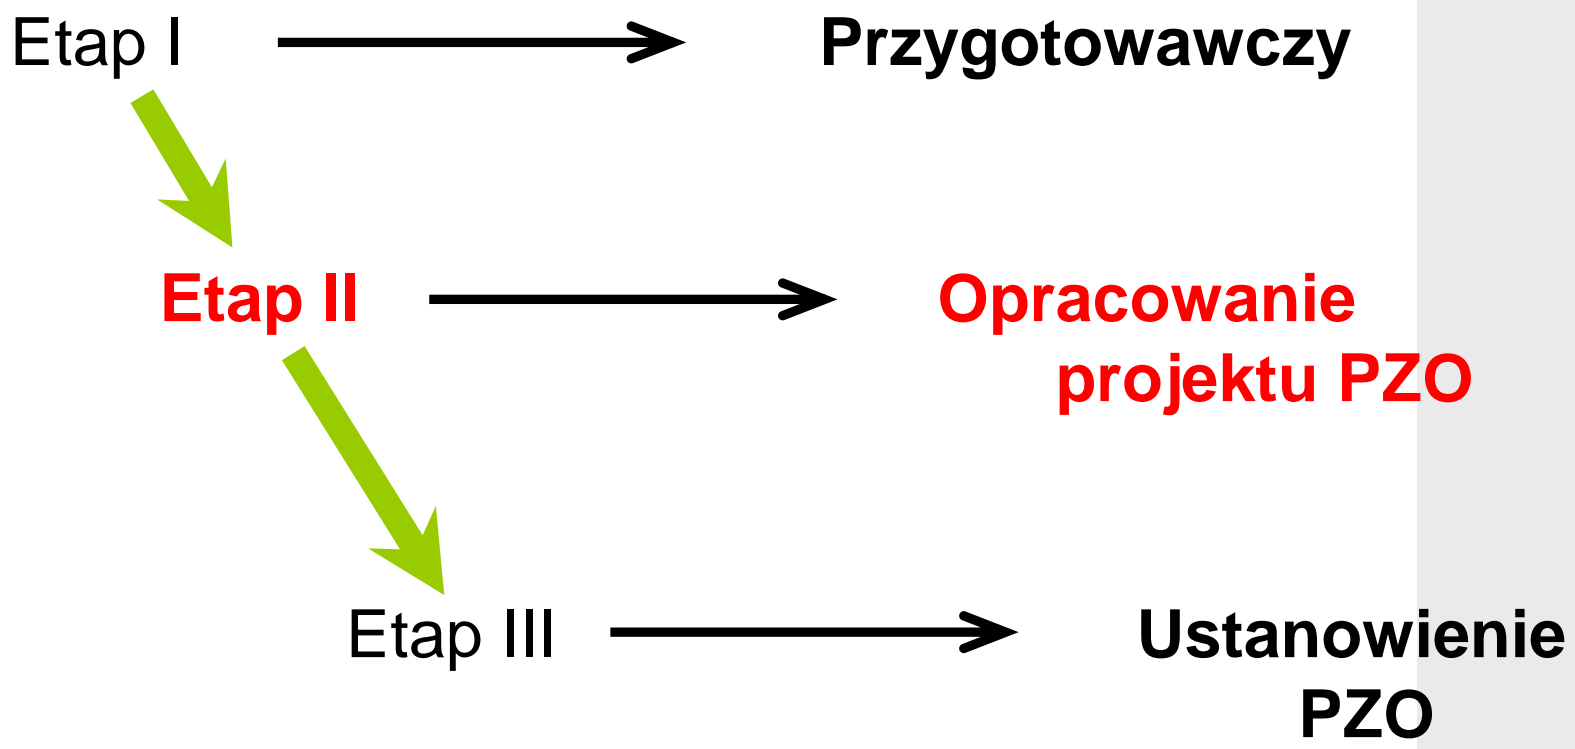 Etap I Przygotowawczy
Etap II Opracowanie
projektu PZO
Etap III Ustanowienie
PZO